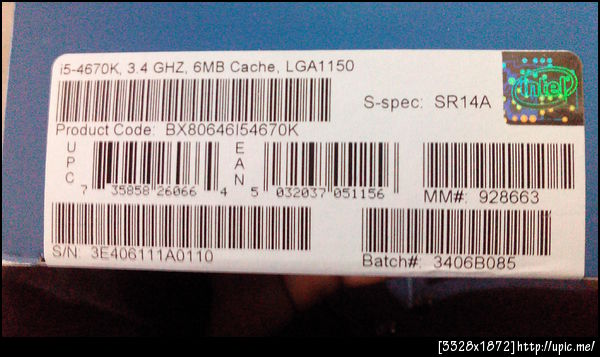 i5-4670K, 3.4 GHZ, 6MB Cache, LGA1150
intel
S-spec: SR14A
Product Code: BX80646I54670K
UPC
7 35858 26066 4
EAN
5 032037 051156
MM#: 928663
S/N: 3E406111A0110
Batch#: 3406B085
[3328x1872]http://upic.me/